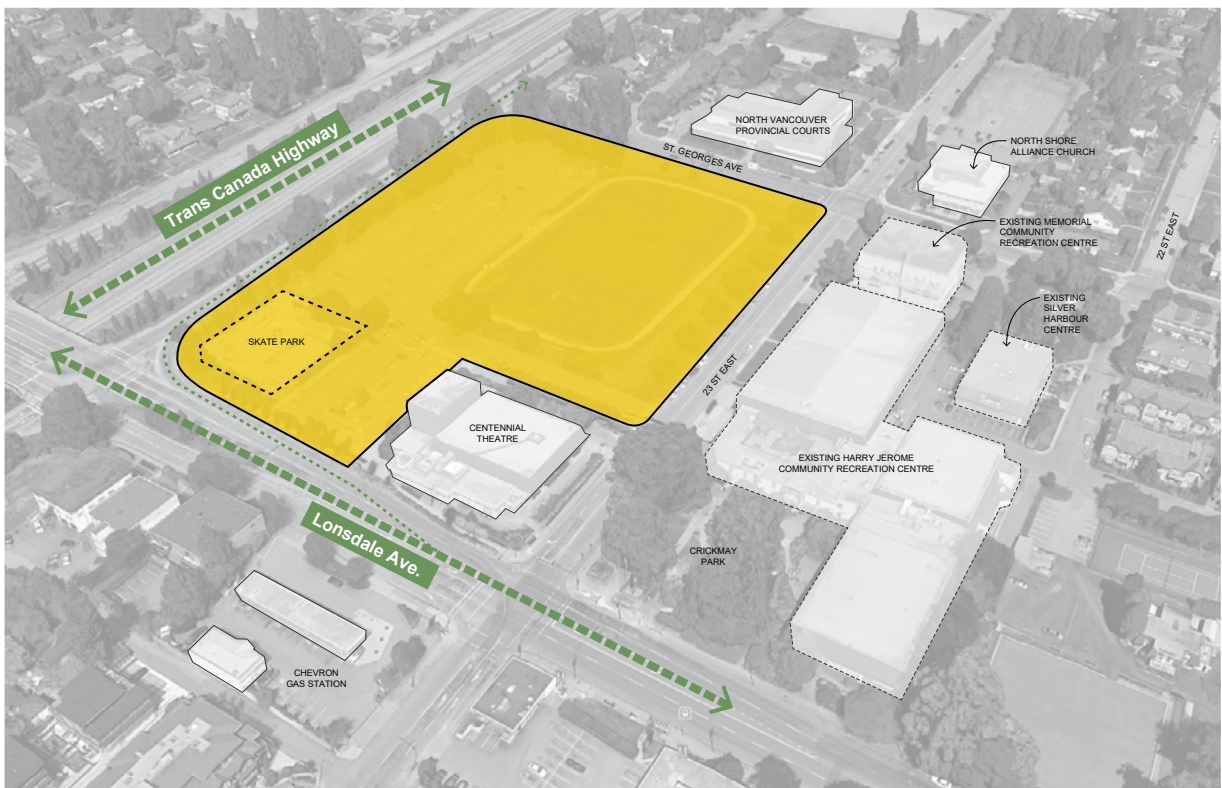 Trans Canada Highway
NORTH VANCOUVER
PROVINCIAL COURTS
ST. GEORGES AVE
NORTH SHORE
ALLIANCE CHURCH
EXISTING MEMORIAL
COMMUNITY
RECREATION CENTRE
22 ST EAST
EXISTING
SILVER
HARBOUR
CENTRE
SKATE PARK
23 ST EAST
CENTENNIAL
THEATRE
EXISTING HARRY JEROME
COMMUNITY RECREATION CENTRE
Lonsdale Ave.
CRICKMAY
PARK
CHEVRON
GAS STATION